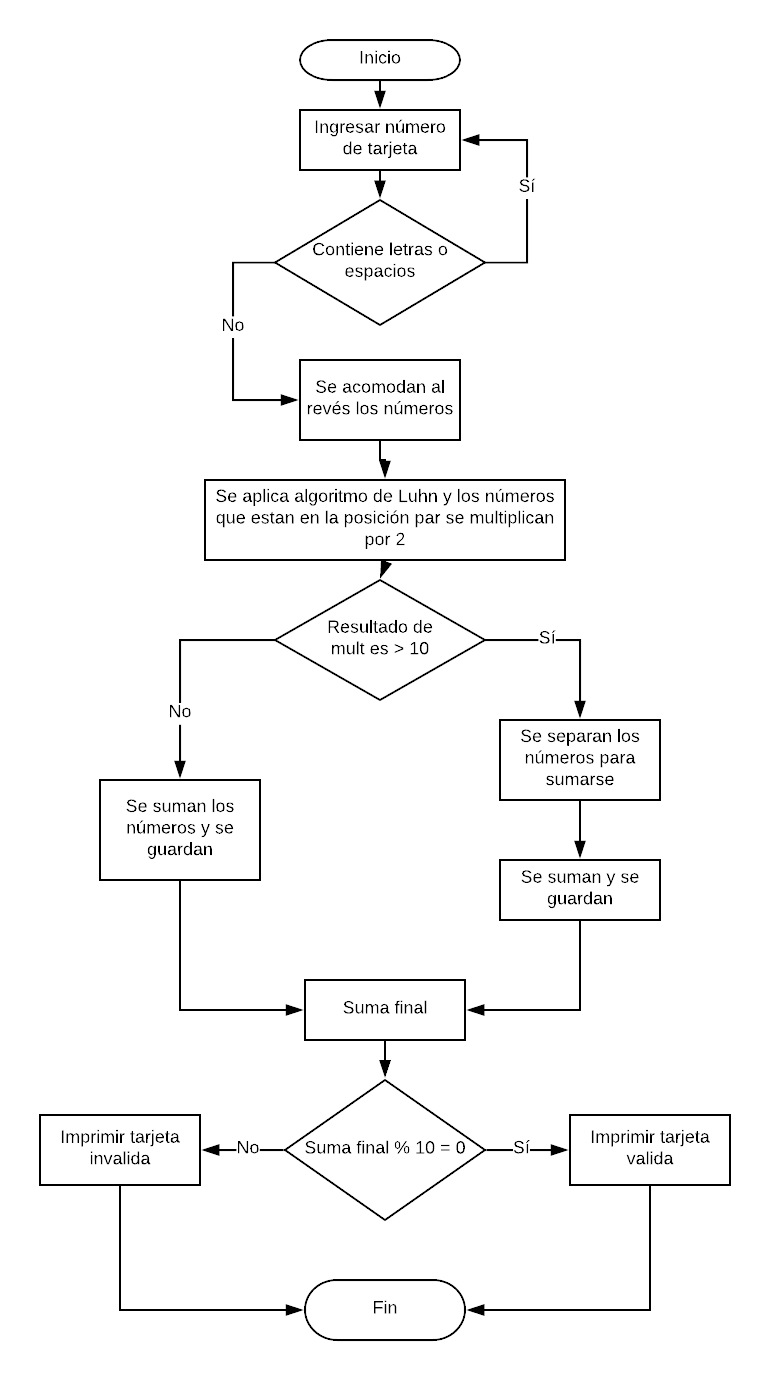 Inicio
Ingresar número
de tarjeta
Sí
Contiene letras o
espacios
No
Se acomodan al
revés los números
Se aplica algoritmo de Luhn y los números
que estan en la posición par se multiplican
por 2
Resultado de
mult es > 10
Sí
No
Se separan los
números para
sumarse
Se suman los
números y se
guardan
Se suman y se
guardan
Suma final
Imprimir tarjeta
invalida
No
Suma final % 10 = 0
Sí
Imprimir tarjeta
valida
Fin